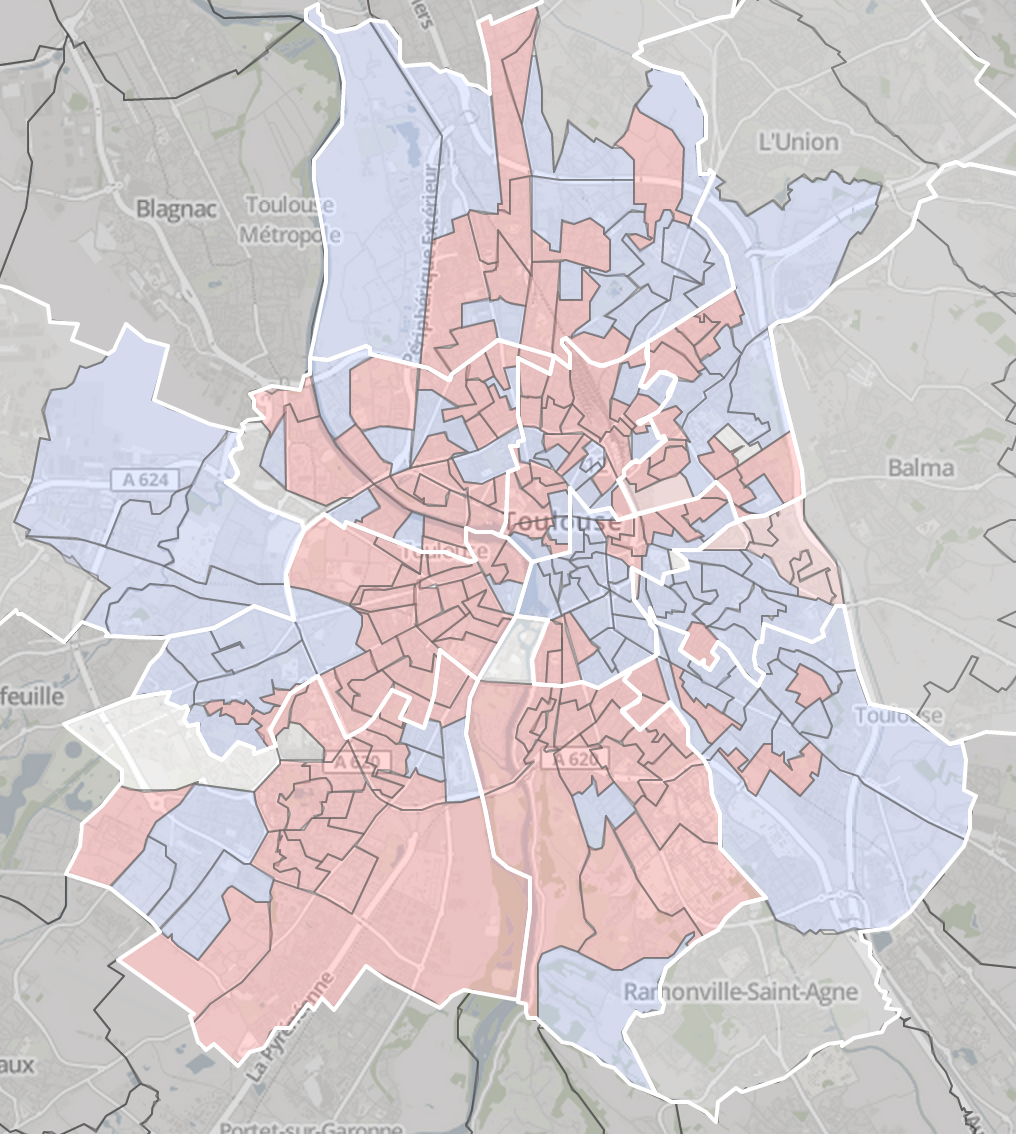 L'Union
Blagnac
Toulouse
Métropole
Périphérique Extérieur
A 624
Balma
Toulouse
Toulouse
feuille
Toulouse
A 620
A 620
Ramonville-Saint-Agne
La Pyrénéenne
aux
Portet-sur-Garonne